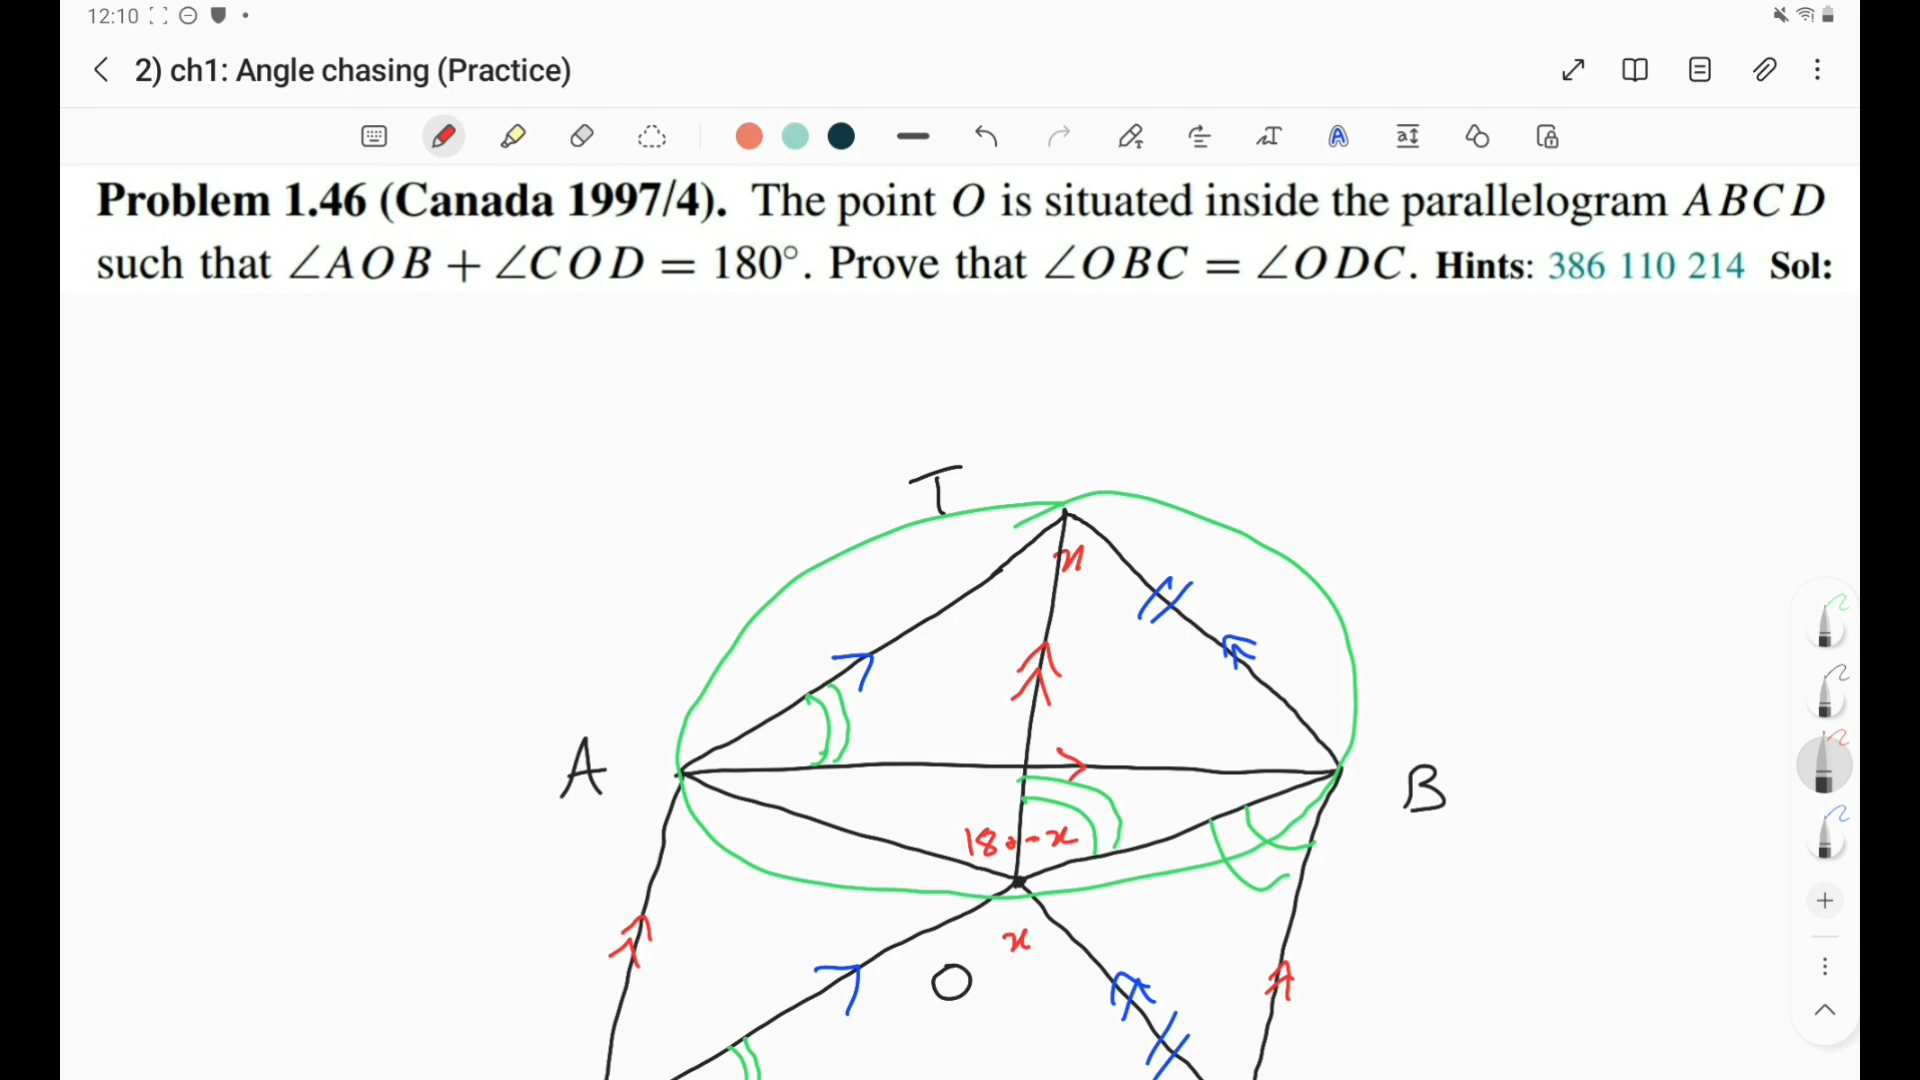 12:10
2) ch1: Angle chasing (Practice)
Problem 1.46 (Canada 1997/4). The point O is situated inside the parallelogram ABCD
such that ∠AOB + ∠COD = 180°. Prove that ∠OBC = ∠ODC. Hints: 386 110 214 Sol:
T
x
A
B
180-x
x
O